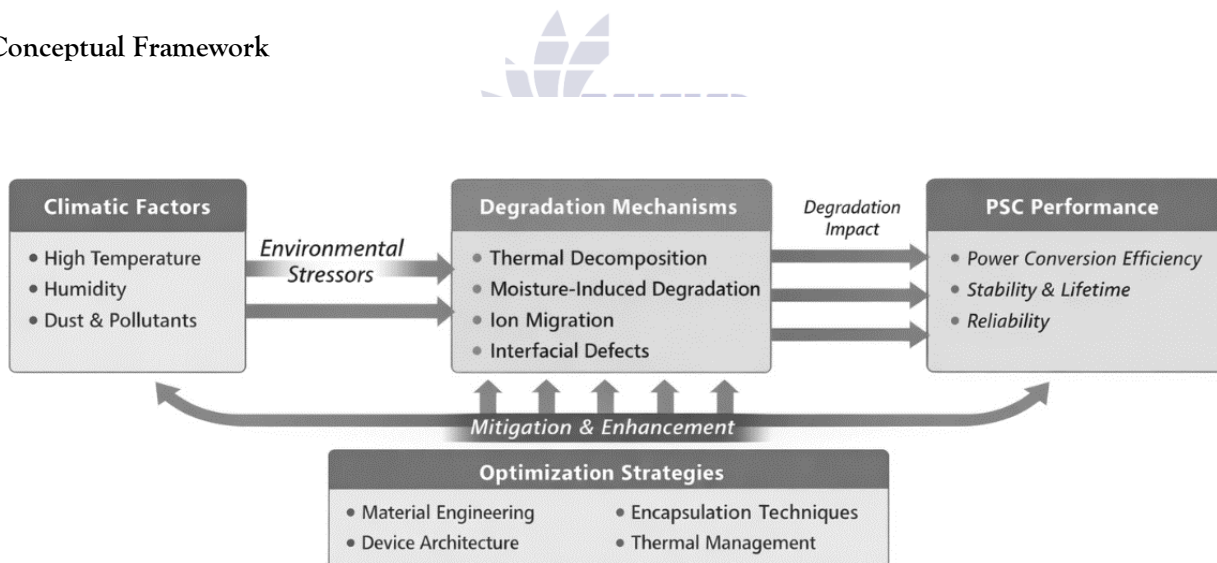 Conceptual Framework
Climatic Factors
• High Temperature
• Humidity
• Dust & Pollutants
Environmental
Stressors
Degradation Mechanisms
• Thermal Decomposition
• Moisture-Induced Degradation
• Ion Migration
• Interfacial Defects
Degradation
Impact
PSC Performance
• Power Conversion Efficiency
• Stability & Lifetime
• Reliability
Mitigation & Enhancement
Optimization Strategies
• Material Engineering
• Device Architecture
• Encapsulation Techniques
• Thermal Management